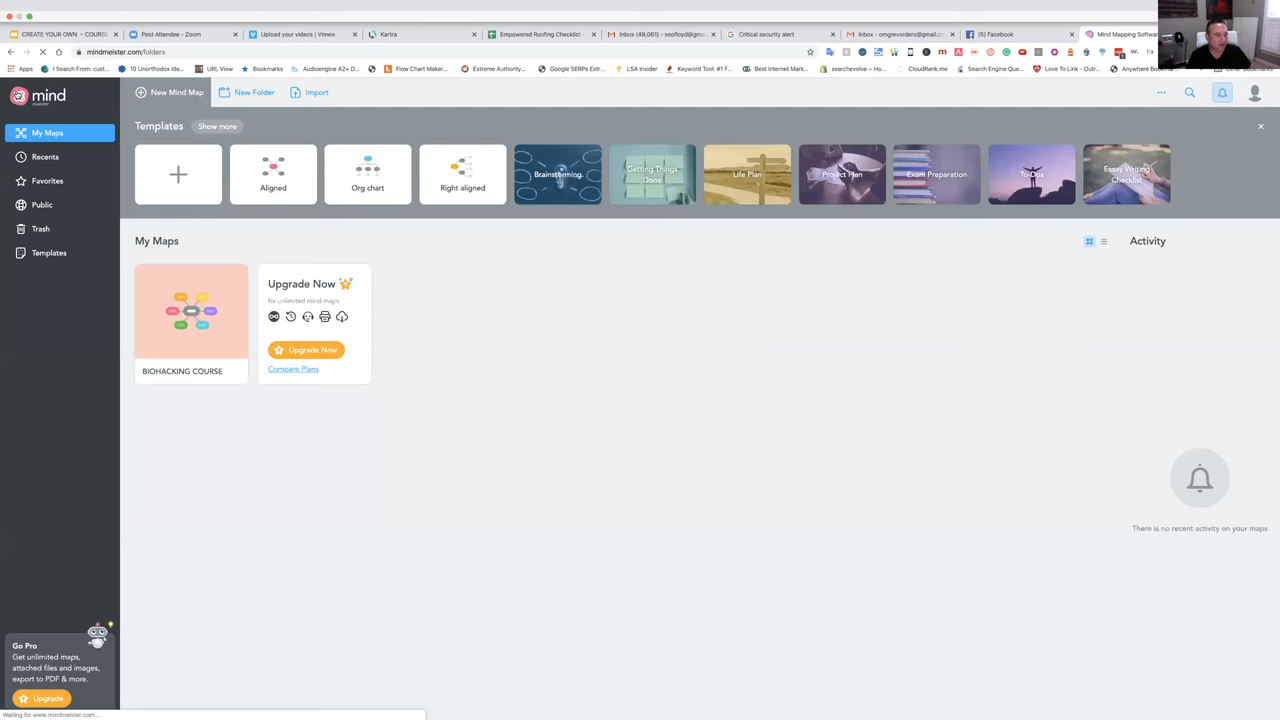 CREATE YOUR OWN – COURSE
Post Attendee - Zoom
Upload your videos | Vimeo
Kartra
Empowered Roofing Checklist -
Inbox (49,061) - seofloyd@gma
Critical security alert
Inbox - omgrevorders@gmail.cc
(5) Facebook
Mind Mapping Softwa
mindmeister.com/folders
Apps
I Search From: cust...
10 Unorthodox Idea...
URL View
Bookmarks
Audioengine A2+ D...
Flow Chart Maker...
Extreme Authority...
Google SERPs Extr...
LSA Insider
Keyword Tool: #1 F...
Best Internet Mark...
searchevolve – Ho...
CloudRank.me
Search Engine Que...
Love To Link - Outr...
Anywhere Bookmar
mind
meister
New Mind Map
New Folder
Import
My Maps
Recents
Favorites
Public
Trash
Templates
Templates
Show more
Aligned
Org chart
Right aligned
Brainstorming
Getting Things
Done
Life Plan
Project Plan
Exam Preparation
To-Dos
Essay Writing
Checklist
My Maps
Activity
BIOHACKING COURSE
Upgrade Now
for unlimited mind maps
Upgrade Now
Compare Plans
There is no recent activity on your maps
Go Pro
Get unlimited maps,
attached files and images,
export to PDF & more.
Upgrade
Waiting for www.mindmeister.com...